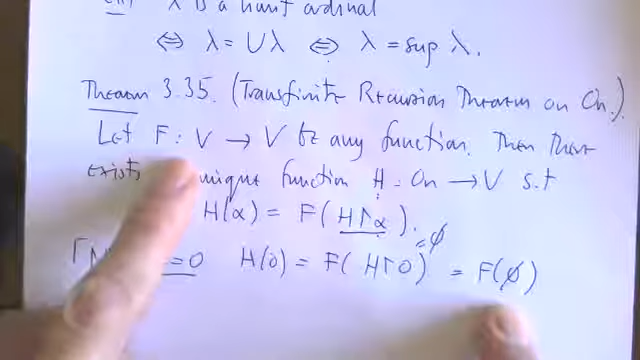 λ is a limit ordinal
⇔ λ = ∪λ ⇔ λ = sup λ.
Theorem 3.35. (Transfinite Recursion Theorem on On.)
Let F: V → V be any function. Then there
exists unique function H: On → V s.t
H(α) = F(H↾α).
=0 H(0) = F(H↾0) = F(∅)
=∅